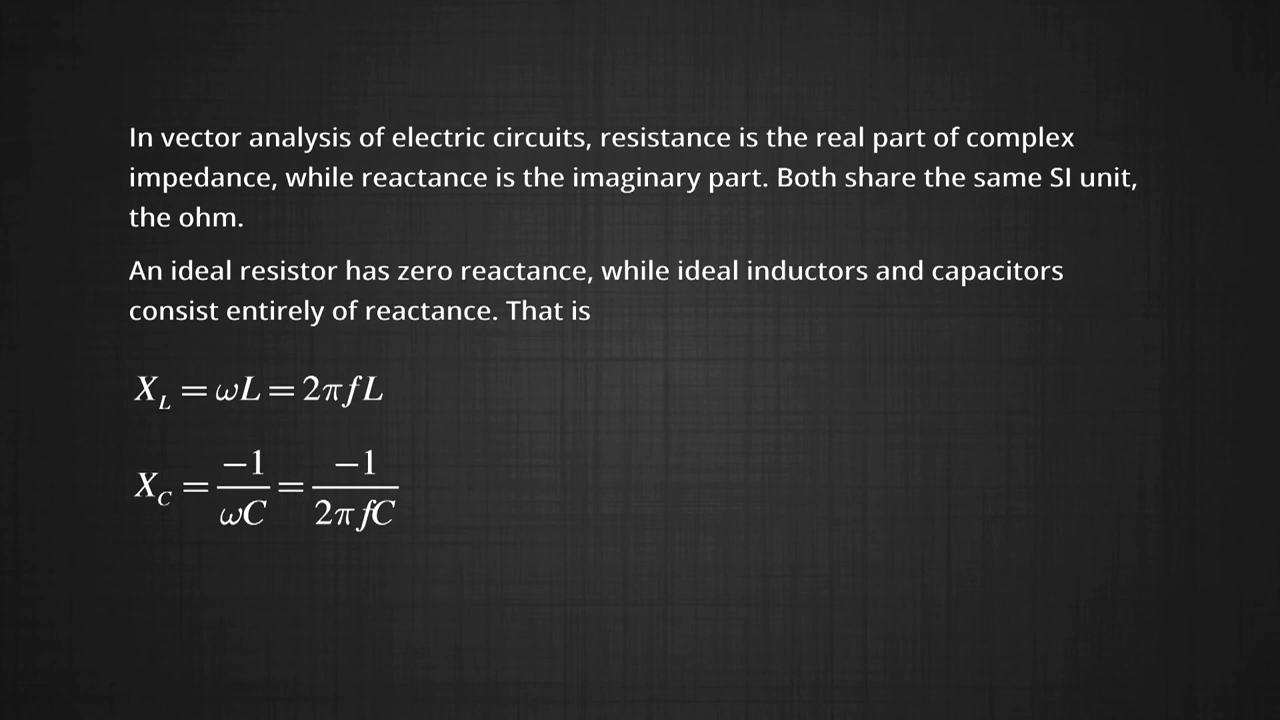 In vector analysis of electric circuits, resistance is the real part of complex
impedance, while reactance is the imaginary part. Both share the same SI unit,
the ohm.
An ideal resistor has zero reactance, while ideal inductors and capacitors
consist entirely of reactance. That is
X_L = ωL = 2πfL
X_C = −1/ωC = −1/2πfC